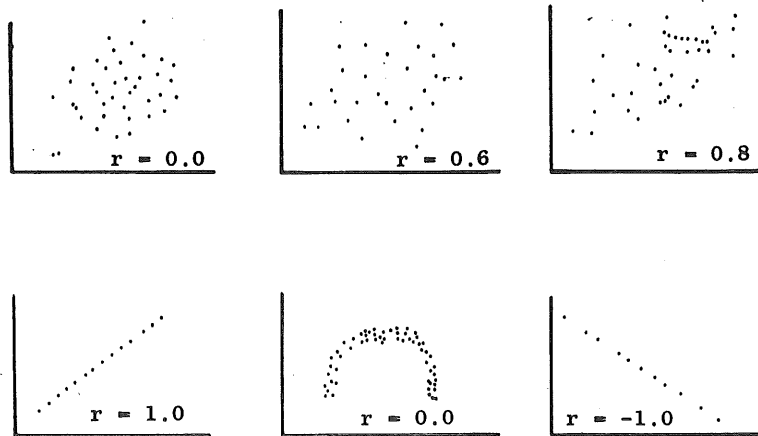 r = 0.0
r = 0.6
r = 0.8
r = 1.0
r = 0.0
r = -1.0